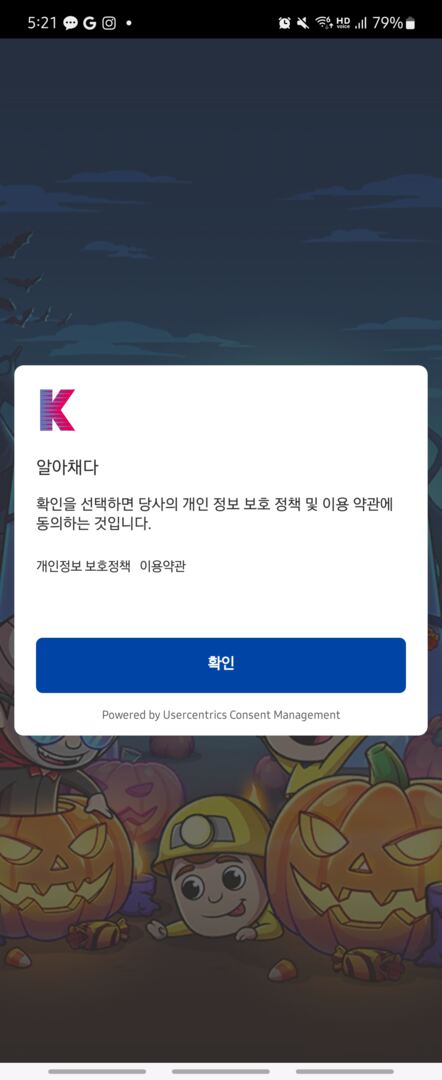 5:21
HD
voice
79%
K
알아채다
확인을 선택하면 당사의 개인 정보 보호 정책 및 이용 약관에
동의하는 것입니다.
개인정보 보호정책 이용약관
확인
Powered by Usercentrics Consent Management